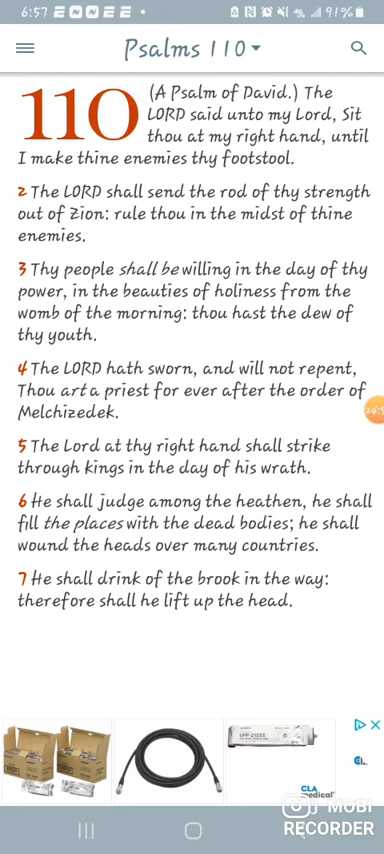 6:57
91%
Psalms 110
110 (A Psalm of David.) The
LORD said unto my Lord, Sit
thou at my right hand, until
I make thine enemies thy footstool.
2 The LORD shall send the rod of thy strength
out of Zion: rule thou in the midst of thine
enemies.
3 Thy people shall be willing in the day of thy
power, in the beauties of holiness from the
womb of the morning: thou hast the dew of
thy youth.
4 The LORD hath sworn, and will not repent,
Thou art a priest for ever after the order of
Melchizedek.
5 The Lord at thy right hand shall strike
through kings in the day of his wrath.
6 He shall judge among the heathen, he shall
fill the places with the dead bodies; he shall
wound the heads over many countries.
7 He shall drink of the brook in the way:
therefore shall he lift up the head.
CLA
medical
MOBI
RECORDER